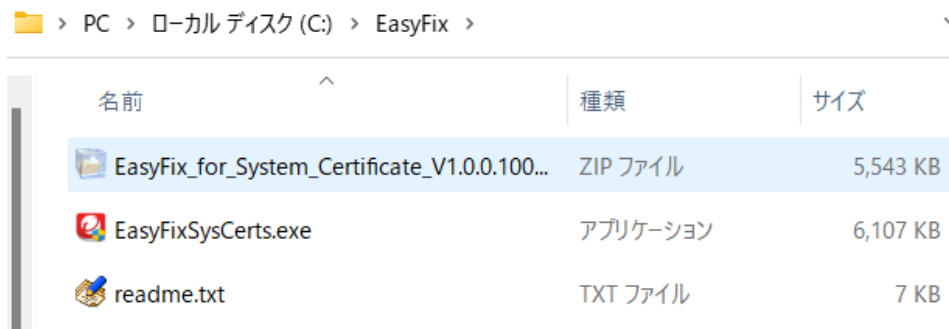 > PC > ローカル ディスク (C:) > EasyFix >
名前 種類 サイズ
EasyFix_for_System_Certificate_V1.0.0.100... ZIP ファイル 5,543 KB
EasyFixSysCerts.exe アプリケーション 6,107 KB
readme.txt TXT ファイル 7 KB